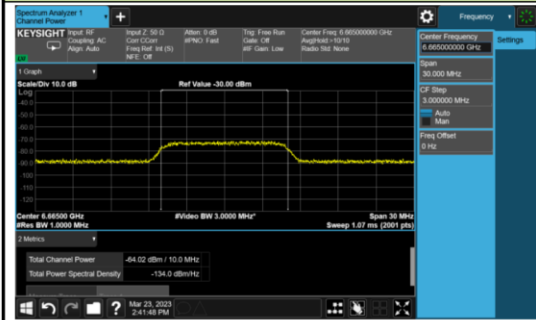 Spectrum Analyzer 1
Channel Power
Frequency
KEYSIGHT
Input: RF
Coupling: AC
Align: Auto
Input Z: 50 Ω
Corr CCorr
Freq Ref: Int (S)
NFE: Off
Atten: 0 dB
#PNO: Fast
Trig: Free Run
Gate: Off
#IF Gain: Low
Center Freq: 6.665000000 GHz
Avg|Hold:>10/10
Radio Std: None
Center Frequency
6.665000000 GHz
Settings
Span
30.000 MHz
CF Step
3.000000 MHz
Auto
Man
Freq Offset
0 Hz
1 Graph
Scale/Div 10.0 dB
Ref Value -30.00 dBm
Log
-40.0
-50.0
-60.0
-70.0
-80.0
-90.0
-100
-110
-120
Center 6.66500 GHz
#Video BW 3.0000 MHz*
Span 30 MHz
#Res BW 1.0000 MHz
Sweep 1.07 ms (2001 pts)
2 Metrics
Total Channel Power
-64.02 dBm / 10.0 MHz
Total Power Spectral Density
-134.0 dBm/Hz
Mar 23, 2023
2:41:48 PM